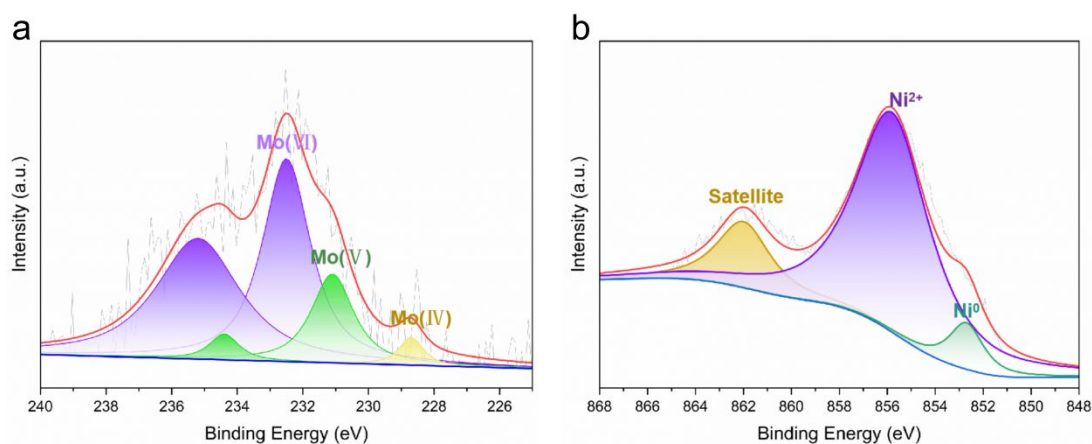 a
Mo(Ⅵ)
Mo(Ⅴ)
Mo(Ⅳ)
Intensity (a.u.)
240 238 236 234 232 230 228 226
Binding Energy (eV)
b
Ni²⁺
Satellite
Ni⁰
Intensity (a.u.)
868 866 864 862 860 858 856 854 852 850 848
Binding Energy (eV)